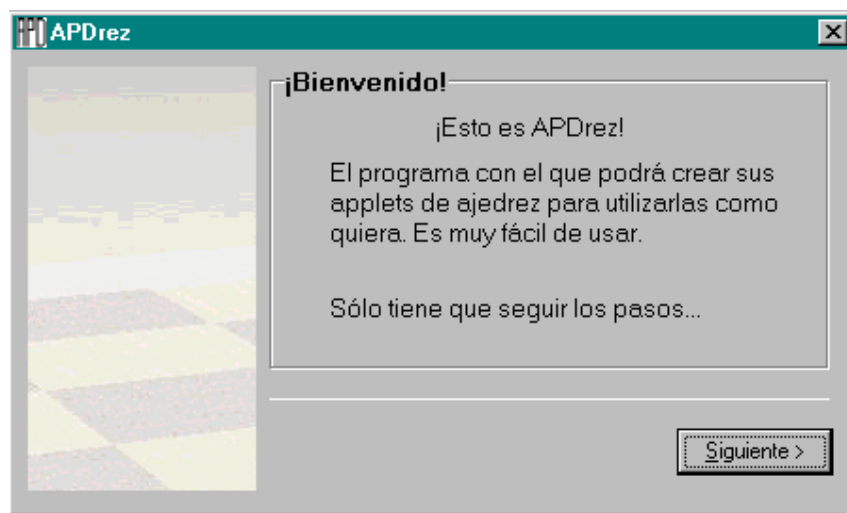 APDrez
¡Bienvenido!
¡Esto es APDrez!
El programa con el que podrá crear sus
applets de ajedrez para utilizarlas como
quiera. Es muy fácil de usar.
Sólo tiene que seguir los pasos...
Siguiente >